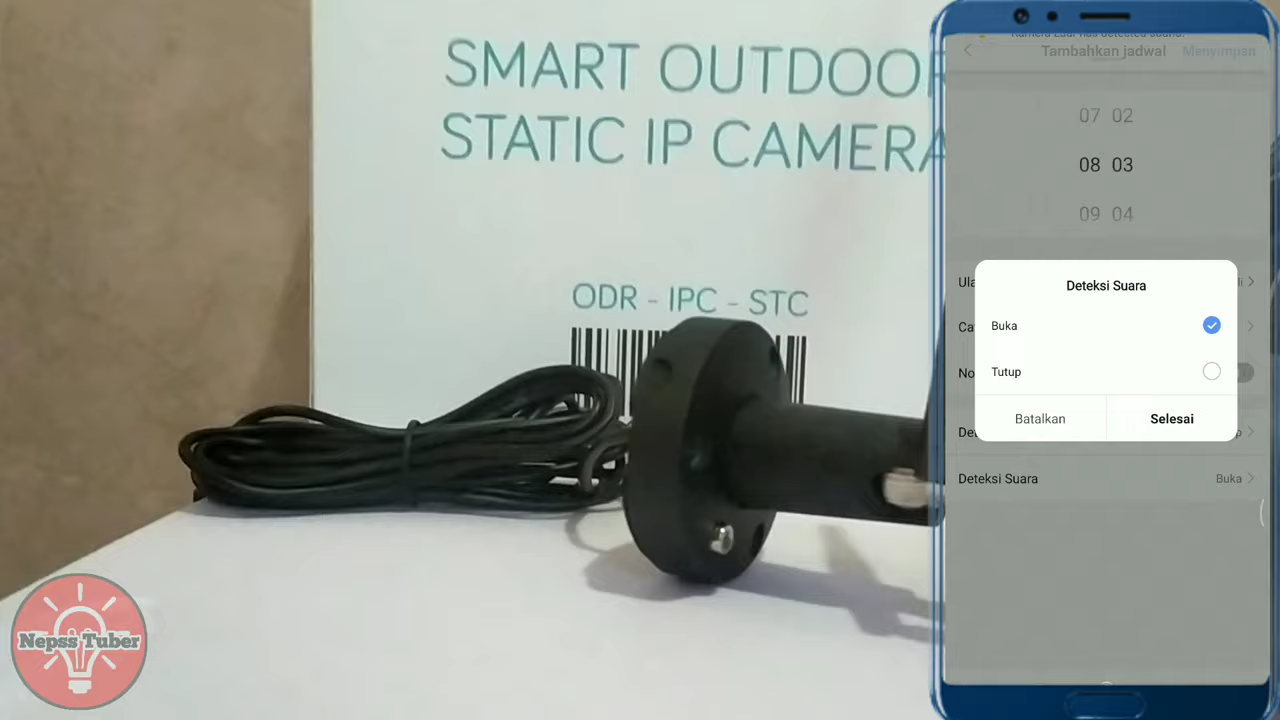 SMART OUTDOOR
STATIC IP CAMERA
ODR - IPC - STC
Nepss Tuber
Tambahkan jadwal Menyimpan
07 02
08 03
09 04
Deteksi Suara
Buka
Tutup
Batalkan Selesai
Deteksi Suara Buka